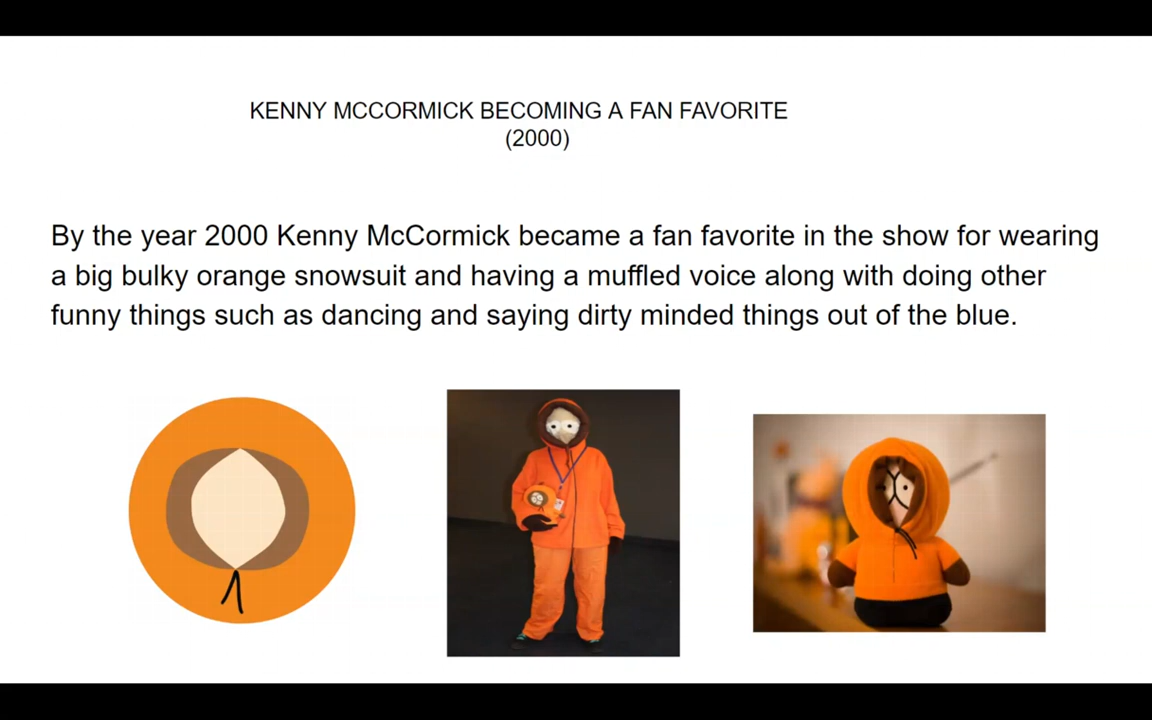 KENNY MCCORMICK BECOMING A FAN FAVORITE
(2000)
By the year 2000 Kenny McCormick became a fan favorite in the show for wearing
a big bulky orange snowsuit and having a muffled voice along with doing other
funny things such as dancing and saying dirty minded things out of the blue.